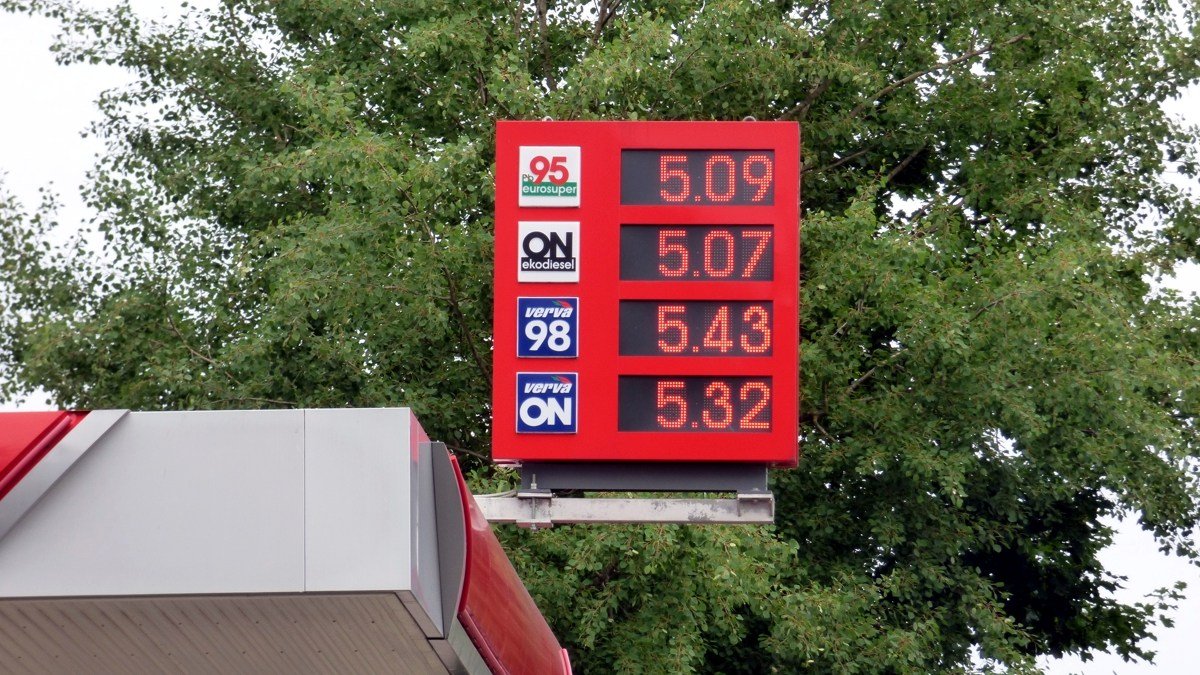 Pb 95
eurosuper
5.09
ON
ekodiesel
5.07
verva
98
5.43
verva
ON
5.32